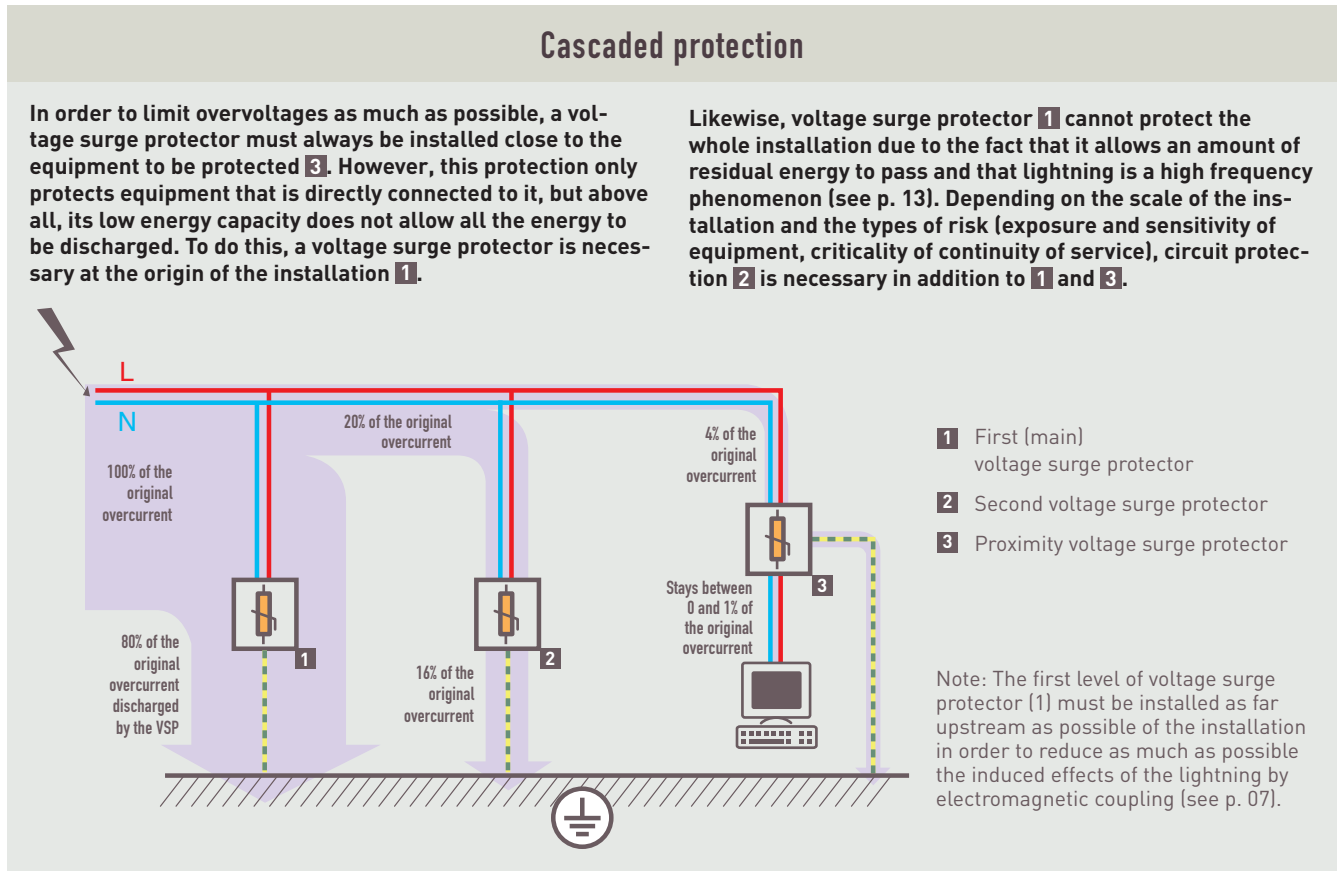 Cascaded protection
In order to limit overvoltages as much as possible, a vol-
tage surge protector must always be installed close to the
equipment to be protected 3. However, this protection only
protects equipment that is directly connected to it, but above
all, its low energy capacity does not allow all the energy to
be discharged. To do this, a voltage surge protector is neces-
sary at the origin of the installation 1.
Likewise, voltage surge protector 1 cannot protect the
whole installation due to the fact that it allows an amount of
residual energy to pass and that lightning is a high frequency
phenomenon (see p. 13). Depending on the scale of the ins-
tallation and the types of risk (exposure and sensitivity of
equipment, criticality of continuity of service), circuit protec-
tion 2 is necessary in addition to 1 and 3.
L
N
100% of the
original
overcurrent
20% of the original
overcurrent
4% of the
original
overcurrent
80% of the
original
overcurrent
discharged
by the VSP
1
16% of the
original
overcurrent
2
Stays between
0 and 1% of
the original
overcurrent
3
1 First (main)
voltage surge protector
2 Second voltage surge protector
3 Proximity voltage surge protector
Note: The first level of voltage surge
protector (1) must be installed as far
upstream as possible of the installation
in order to reduce as much as possible
the induced effects of the lightning by
electromagnetic coupling (see p. 07).